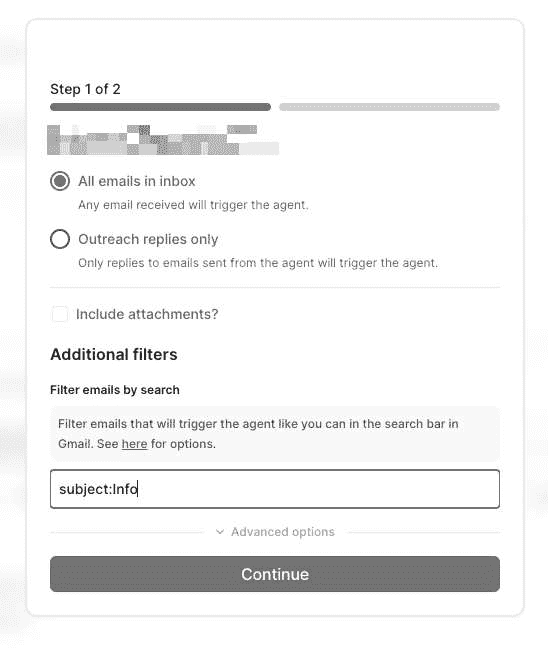 Step 1 of 2
All emails in inbox
Any email received will trigger the agent.
Outreach replies only
Only replies to emails sent from the agent will trigger the agent.
Include attachments?
Additional filters
Filter emails by search
Filter emails that will trigger the agent like you can in the search bar in
Gmail. See here for options.
subject:Info
Advanced options
Continue